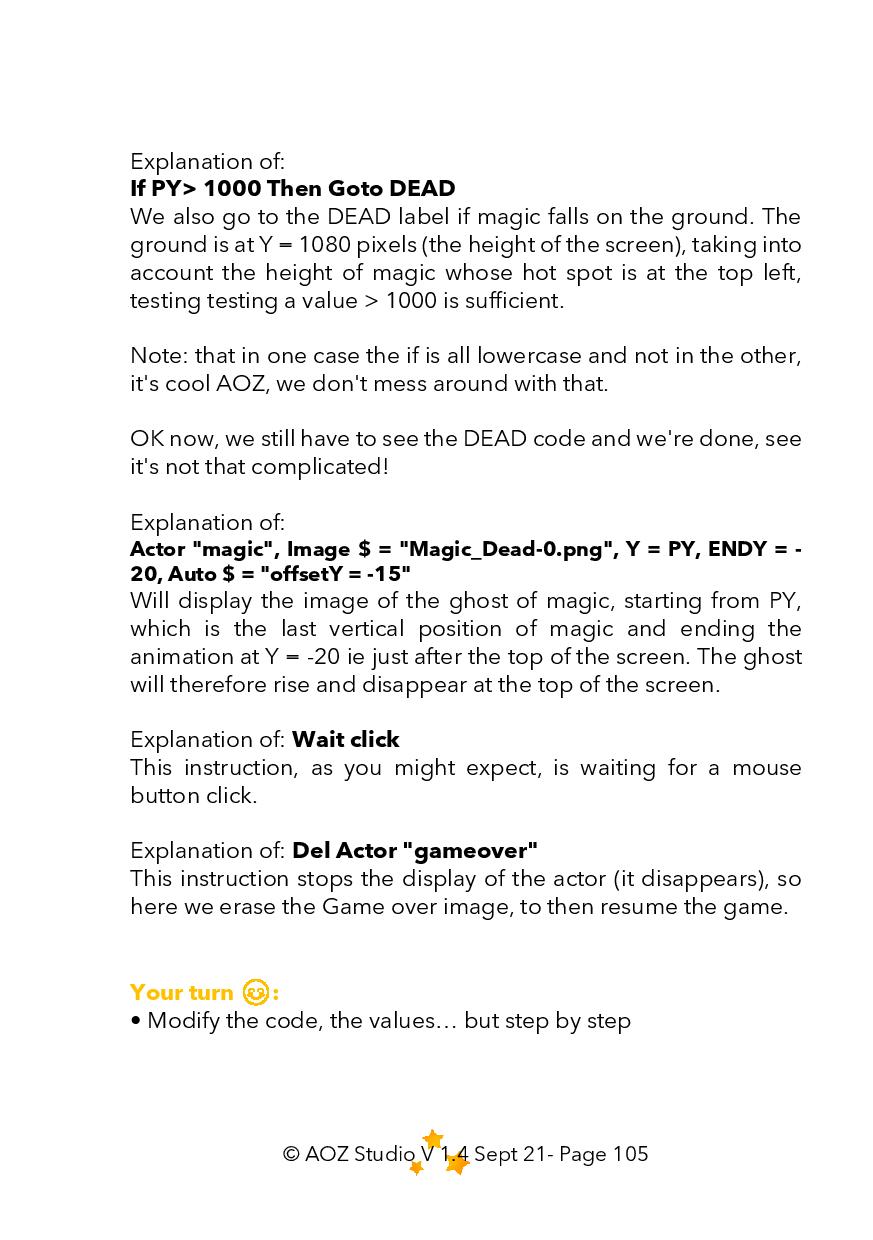 Explanation of:
If PY> 1000 Then Goto DEAD
We also go to the DEAD label if magic falls on the ground. The
ground is at Y = 1080 pixels (the height of the screen), taking into
account the height of magic whose hot spot is at the top left,
testing testing a value > 1000 is sufficient.
Note: that in one case the if is all lowercase and not in the other,
it's cool AOZ, we don't mess around with that.
OK now, we still have to see the DEAD code and we're done, see
it's not that complicated!
Explanation of:
Actor "magic", Image $ = "Magic_Dead-0.png", Y = PY, ENDY = -
20, Auto $ = "offsetY = -15"
Will display the image of the ghost of magic, starting from PY,
which is the last vertical position of magic and ending the
animation at Y = -20 ie just after the top of the screen. The ghost
will therefore rise and disappear at the top of the screen.
Explanation of: Wait click
This instruction, as you might expect, is waiting for a mouse
button click.
Explanation of: Del Actor "gameover"
This instruction stops the display of the actor (it disappears), so
here we erase the Game over image, to then resume the game.
Your turn 😊:
• Modify the code, the values… but step by step
© AOZ Studio V 1.4 Sept 21- Page 105